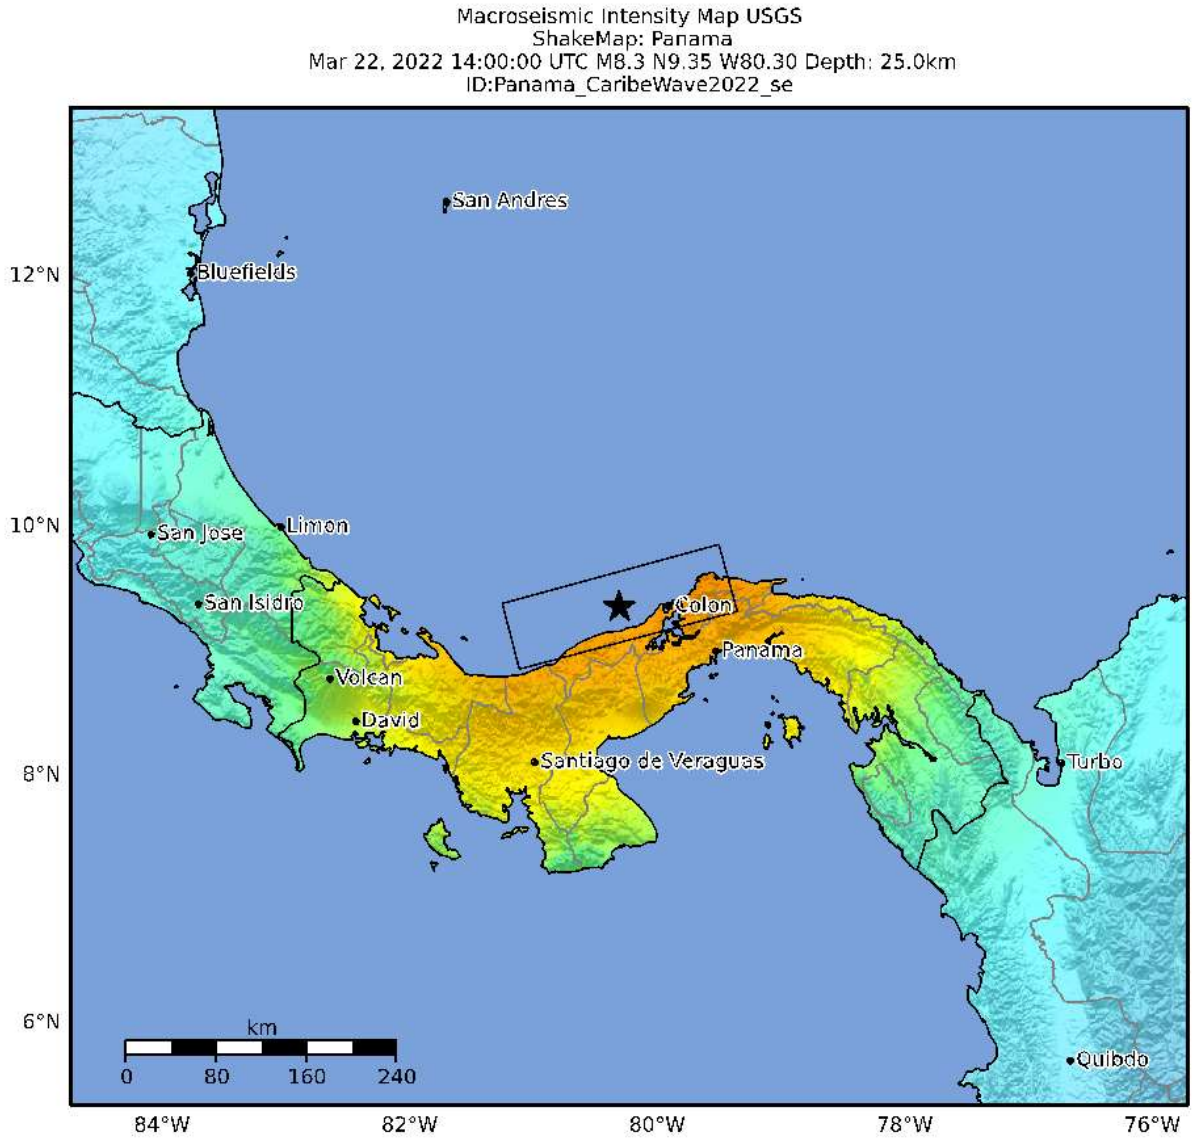 Macroseismic Intensity Map USGS
ShakeMap: Panama
Mar 22, 2022 14:00:00 UTC M8.3 N9.35 W80.30 Depth: 25.0km
ID:Panama_CaribeWave2022_se
San Andres
12°N
Bluefields
10°N
Limon
San Jose
San Isidro
Colon
Panama
Volcan
David
8°N
Santiago de Veraguas
Turbo
6°N
km
0 80 160 240
Quibdo
84°W 82°W 80°W 78°W 76°W